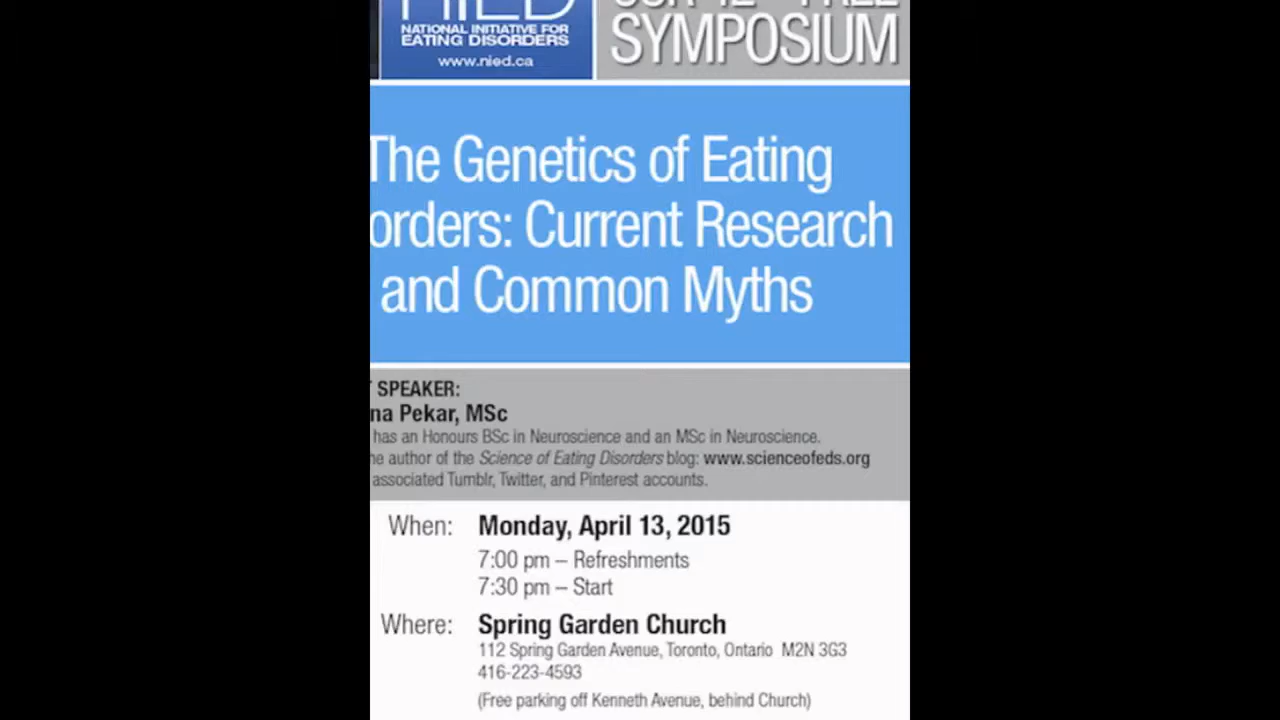 NIED
NATIONAL INITIATIVE FOR
EATING DISORDERS
www.nied.ca
FREE
SYMPOSIUM
The Genetics of Eating
orders: Current Research
and Common Myths
SPEAKER:
na Pekar, MSc
has an Honours BSc in Neuroscience and an MSc in Neuroscience.
he author of the Science of Eating Disorders blog: www.scienceofeds.org
associated Tumblr, Twitter, and Pinterest accounts.
When: Monday, April 13, 2015
7:00 pm – Refreshments
7:30 pm – Start
Where: Spring Garden Church
112 Spring Garden Avenue, Toronto, Ontario M2N 3G3
416-223-4593
(Free parking off Kenneth Avenue, behind Church)